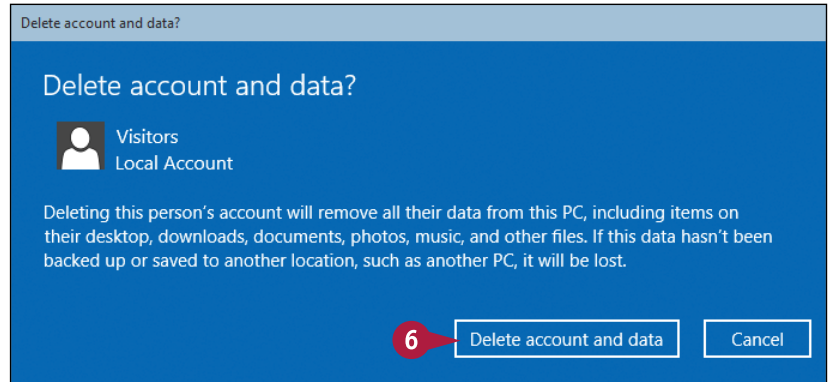 Delete account and data?
Delete account and data?
Visitors
Local Account
Deleting this person's account will remove all their data from this PC, including items on
their desktop, downloads, documents, photos, music, and other files. If this data hasn't been
backed up or saved to another location, such as another PC, it will be lost.
6 Delete account and data Cancel